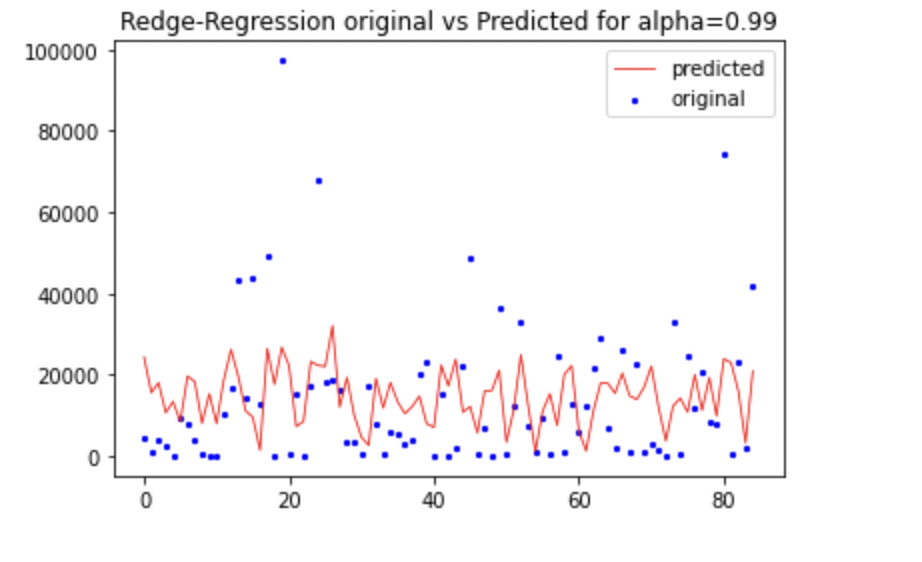 Redge-Regression original vs Predicted for alpha=0.99
100000
predicted
original
80000
60000
40000
20000
0
0 20 40 60 80